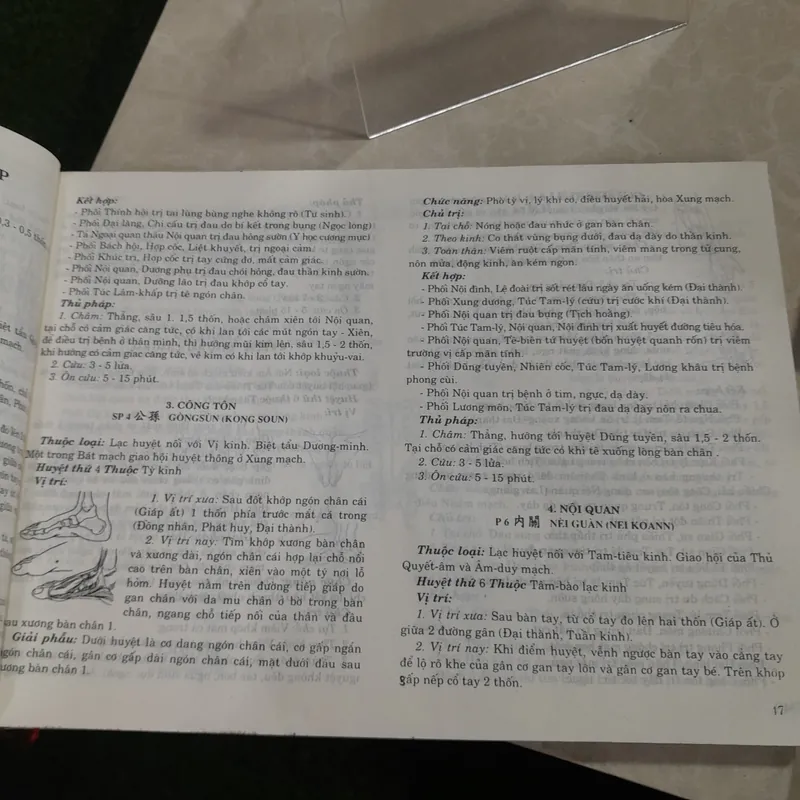 P
0,3 - 0,5 thốn,
Kết hợp:
- Phối Thính hội trị tai lùng bùng nghe không rõ (Tư sinh).
- Phối Đại lăng, Chi cấu trị đau do bí kết trong bụng (Ngọc long)
- Tả Ngoại quan thấu Nội quan trị đau hông sườn (Y học cương mục)
- Phối Bách hội, Hợp cốc, Liệt khuyết, trị ngoại cảm.
- Phối Khúc trì, Hợp cốc trị tay cứng đơ, mất cảm giác.
- Phối Nội quan, Dương phụ trị đau chói hông, đau thần kinh sườn.
- Phối Nội quan, Dưỡng lão trị đau khớp cổ tay.
- Phối Túc Lâm-khấp trị tê ngón chân.
Thủ pháp:
1. Châm: Thẳng, sâu 1. 1,5 thốn, hoặc châm xiên tới Nội quan,
tại chỗ có cảm giác căng tức, có khi lan tới các mút ngón tay - Xiên,
để điều trị bệnh ở thân mình, thì hướng mũi kim lên, sâu 1,5 - 2 thốn,
khi hướng có cảm giác căng tức, vê kim có khi lan tới khớp khuỷu-vai.
2. Cứu: 3 - 5 lửa.
3. Ôn cứu: 5 - 15 phút.
3. CÔNG TÔN
SP 4 公孫 GŌNGSŪN (KONG SOUN)
Thuộc loại: Lạc huyệt nối với Vị kinh. Biệt tẩu Dương-minh.
Một trong Bát mạch giao hội huyệt thông ở Xung mạch.
Huyệt thứ 4 Thuộc Tỳ kinh
Vị trí:
1. Vị trí xưa: Sau đốt khớp ngón chân cái
(Giáp ất) 1 thốn phía trước mắt cá trong
(Đồng nhân, Phát huy, Đại thành).
2. Vị trí nay: Tìm khớp xương bàn chân
và xương dài, ngón chân cái hợp lại chỗ nổi
cao trên bàn chân, xiên vào một tý nơi lỗ
hỏm. Huyệt nằm trên đường tiếp giáp do
gan chân với da mu chân ở bờ trong bàn
chân, ngang chỗ tiếp nối của thân và đầu
sau xương bàn chân 1.
Giải phẫu: Dưới huyệt là cơ dạng ngón chân cái, cơ gấp ngắn
ngón chân cái, gân cơ gấp dài ngón chân cái, mặt dưới đầu sau
xương bàn chân 1.
Chức năng: Phò tỳ vị, lý khí cơ, điều huyết hải, hòa Xung mạch.
Chủ trị:
1. Tại chỗ: Nóng hoặc đau nhức ở gan bàn chân.
2. Theo kinh: Co thắt vùng bụng dưới, đau dạ dày do thần kinh.
3. Toàn thân: Viêm ruột cấp mãn tính, viêm màng trong tử cung,
nôn mửa, động kinh, ăn kém ngon.
Kết hợp:
- Phối Nội đình, Lệ đoài trị sốt rét lâu ngày ăn uống kém (Đại thành).
- Phối Xung dương, Túc Tam-lý (cứu) trị cước khí (Đại thành).
- Phối Nội quan trị đau bụng (Tịch hoằng).
- Phối Túc Tam-lý, Nội quan, Nội đình trị xuất huyết đường tiêu hóa.
- Phối Nội quan, Tề-biên tứ huyệt (bốn huyệt quanh rốn) trị viêm
trường vị cấp mãn tính.
- Phối Dũng tuyền, Nhiên cốc, Túc Tam-lý, Lương khâu trị bệnh
phong cùi.
- Phối Nội quan trị bệnh ở tim, ngực, dạ dày.
- Phối Lương môn, Túc Tam-lý trị đau dạ dày nôn ra chua.
Thủ pháp:
1. Châm: Thẳng, hướng tới huyệt Dũng tuyền, sâu 1,5 - 2 thốn.
Tại chỗ có cảm giác căng tức có khi tê xuống lòng bàn chân .
2. Cứu: 3 - 5 lửa.
3. Ôn cứu: 5 - 15 phút.
4. NỘI QUAN
P 6 內關 NÈI GUĀN (NEI KOANN)
Thuộc loại: Lạc huyệt nối với Tam-tiêu kinh. Giao hội của Thủ
Quyết-âm và Âm-duy mạch.
Huyệt thứ 6 Thuộc Tâm-bào lạc kinh
Vị trí:
1. Vị trí xưa: Sau bàn tay, từ cổ tay đo lên hai thốn (Giáp ất). Ở
giữa 2 đường gân (Đại thành, Tuần kinh).
2. Vị trí nay: Khi điểm huyệt, vểnh ngược bàn tay vào cẳng tay
để lộ rõ khe của gân cơ gan tay lớn và gân cơ gan tay bé. Trên khớp
gấp nếp cổ tay 2 thốn.
17